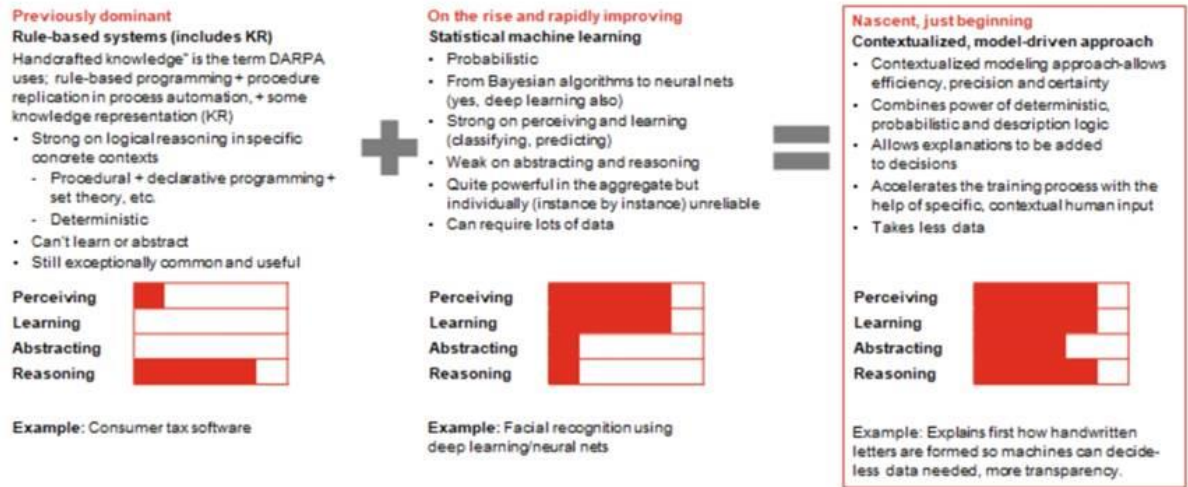 Previously dominant
Rule-based systems (includes KR)
Handcrafted knowledge" is the term DARPA
uses; rule-based programming + procedure
replication in process automation, + some
knowledge representation (KR)
• Strong on logical reasoning in specific
concrete contexts
- Procedural + declarative programming +
set theory, etc.
- Deterministic
• Can't learn or abstract
• Still exceptionally common and useful
Perceiving
Learning
Abstracting
Reasoning
Example: Consumer tax software
On the rise and rapidly improving
Statistical machine learning
• Probabilistic
• From Bayesian algorithms to neural nets
(yes, deep learning also)
• Strong on perceiving and learning
(classifying, predicting)
• Weak on abstracting and reasoning
• Quite powerful in the aggregate but
individually (instance by instance) unreliable
• Can require lots of data
Perceiving
Learning
Abstracting
Reasoning
Example: Facial recognition using
deep learning/neural nets
Nascent, just beginning
Contextualized, model-driven approach
• Contextualized modeling approach-allows
efficiency, precision and certainty
• Combines power of deterministic,
probabilistic and description logic
• Allows explanations to be added
to decisions
• Accelerates the training process with the
help of specific, contextual human input
• Takes less data
Perceiving
Learning
Abstracting
Reasoning
Example: Explains first how handwritten
letters are formed so machines can decide-
less data needed, more transparency.